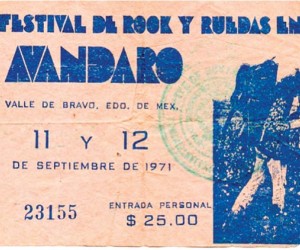 FESTIVAL DE ROCK Y RUEDAS EN
AVANDARO
VALLE DE BRAVO, EDO. DE MEX.
11 Y 12
DE SEPTIEMBRE DE 1971
ENTRADA PERSONAL
23155
$ 25.00